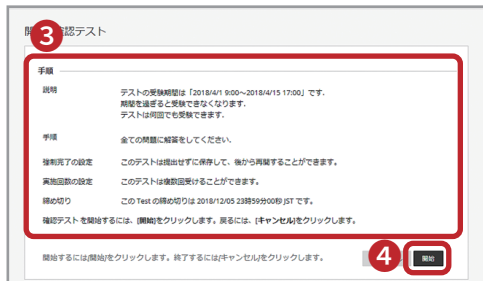 開
認テスト
3
手順
説明 テストの受験期間は「2018/4/1 9:00～2018/4/15 17:00」です．
期間を過ぎると受験できなくなります．
テストは何回でも受験できます．
手順 全ての問題に解答をしてください．
強制完了の設定 このテストは提出せずに保存して、後から再開することができます。
実施回数の設定 このテストは複数回受けることができます。
締め切り この Test の締め切りは 2018/12/05 23時59分00秒 JST です。
確認テスト を開始するには、[開始]をクリックします。戻るには、[キャンセル]をクリックします。
開始するには[開始]をクリックします。終了するには[キャンセル]をクリックします。
4
開始